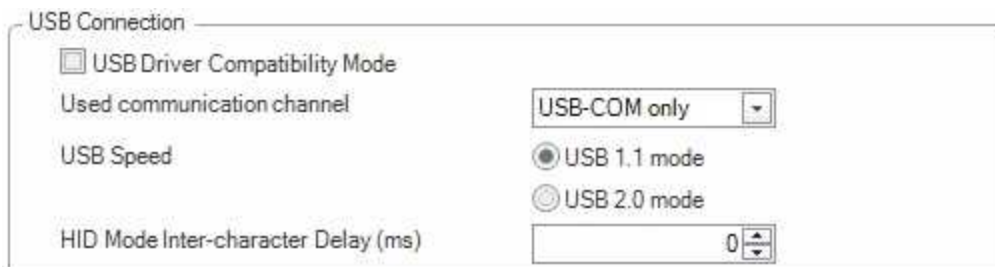 USB Connection
USB Driver Compatibility Mode
Used communication channel USB-COM only
USB Speed USB 1.1 mode
USB 2.0 mode
HID Mode Inter-character Delay (ms) 0